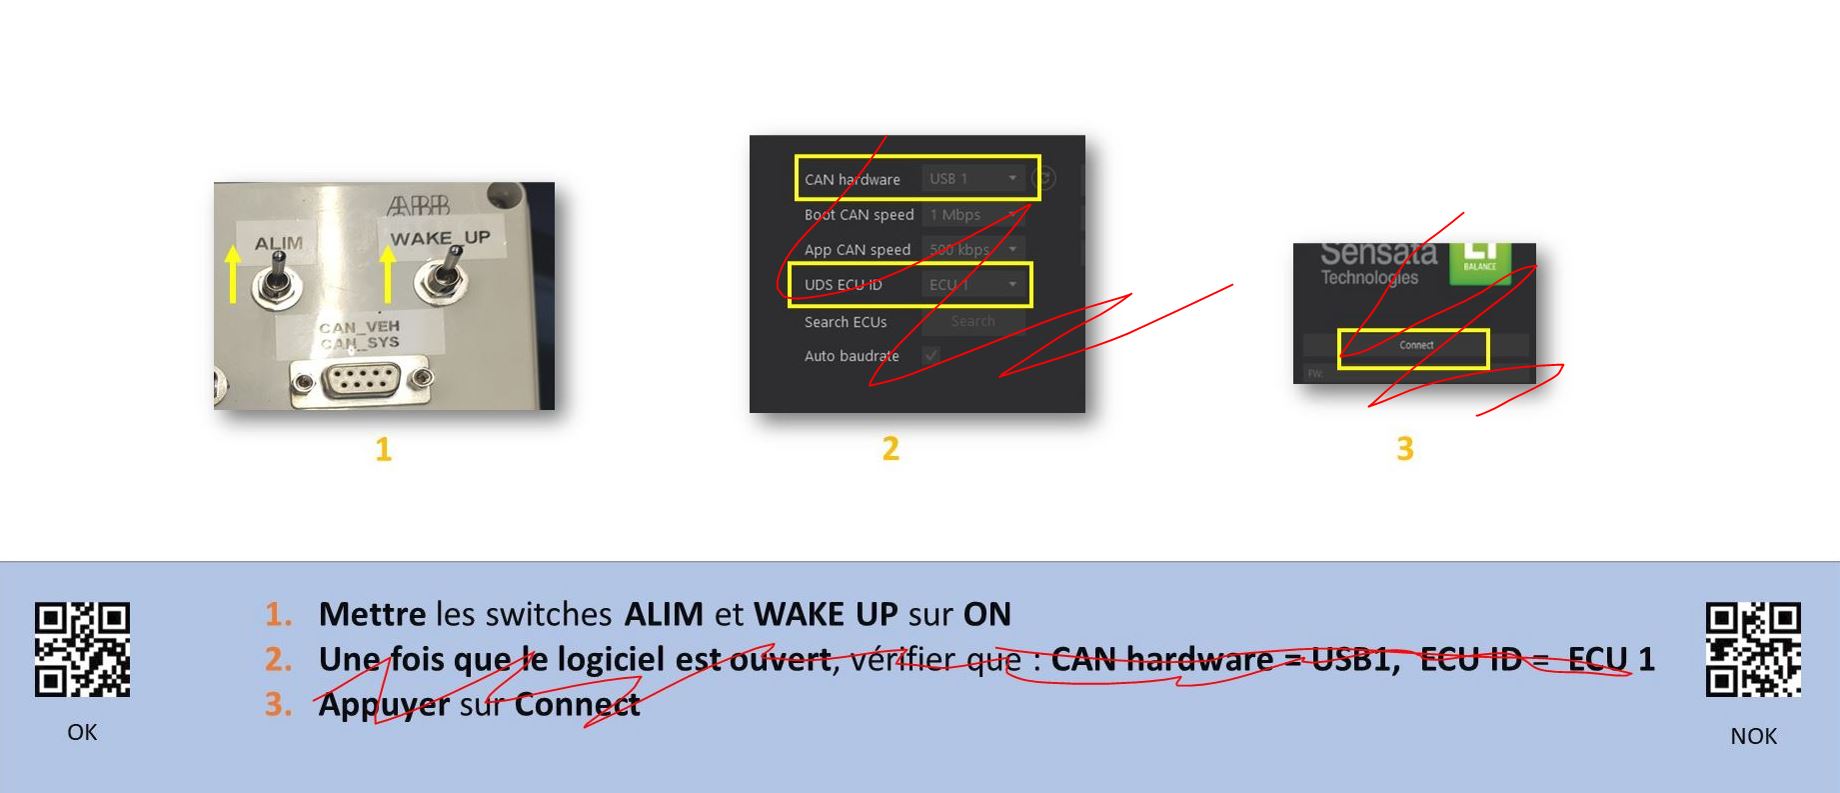 ABB
ALIM
WAKE_UP
CAN_VEH
CAN_SYS
1
CAN hardware USB 1
Boot CAN speed 1 Mbps
App CAN speed 500 kbps
UDS ECU ID ECU 1
Search ECUs Search
Auto baudrate
2
Sensata
Technologies
BALANCE
Connect
FW:
3
1. Mettre les switches ALIM et WAKE UP sur ON
2. Une fois que le logiciel est ouvert, vérifier que : CAN hardware = USB1, ECU ID = ECU 1
3. Appuyer sur Connect
OK
NOK